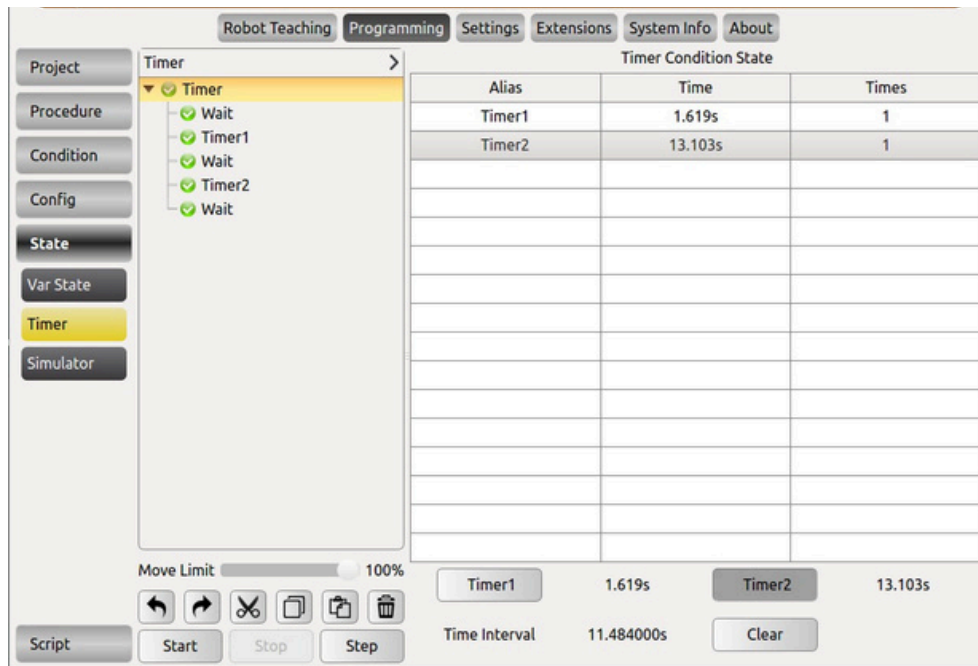 Robot Teaching Programming Settings Extensions System Info About
Project
Procedure
Condition
Config
State
Var State
Timer
Simulator
Script
Timer >
Timer
Wait
Timer1
Wait
Timer2
Wait
Move Limit 100%
Start Stop Step
Timer Condition State
Alias Time Times
Timer1 1.619s 1
Timer2 13.103s 1
Timer1 1.619s Timer2 13.103s
Time Interval 11.484000s Clear